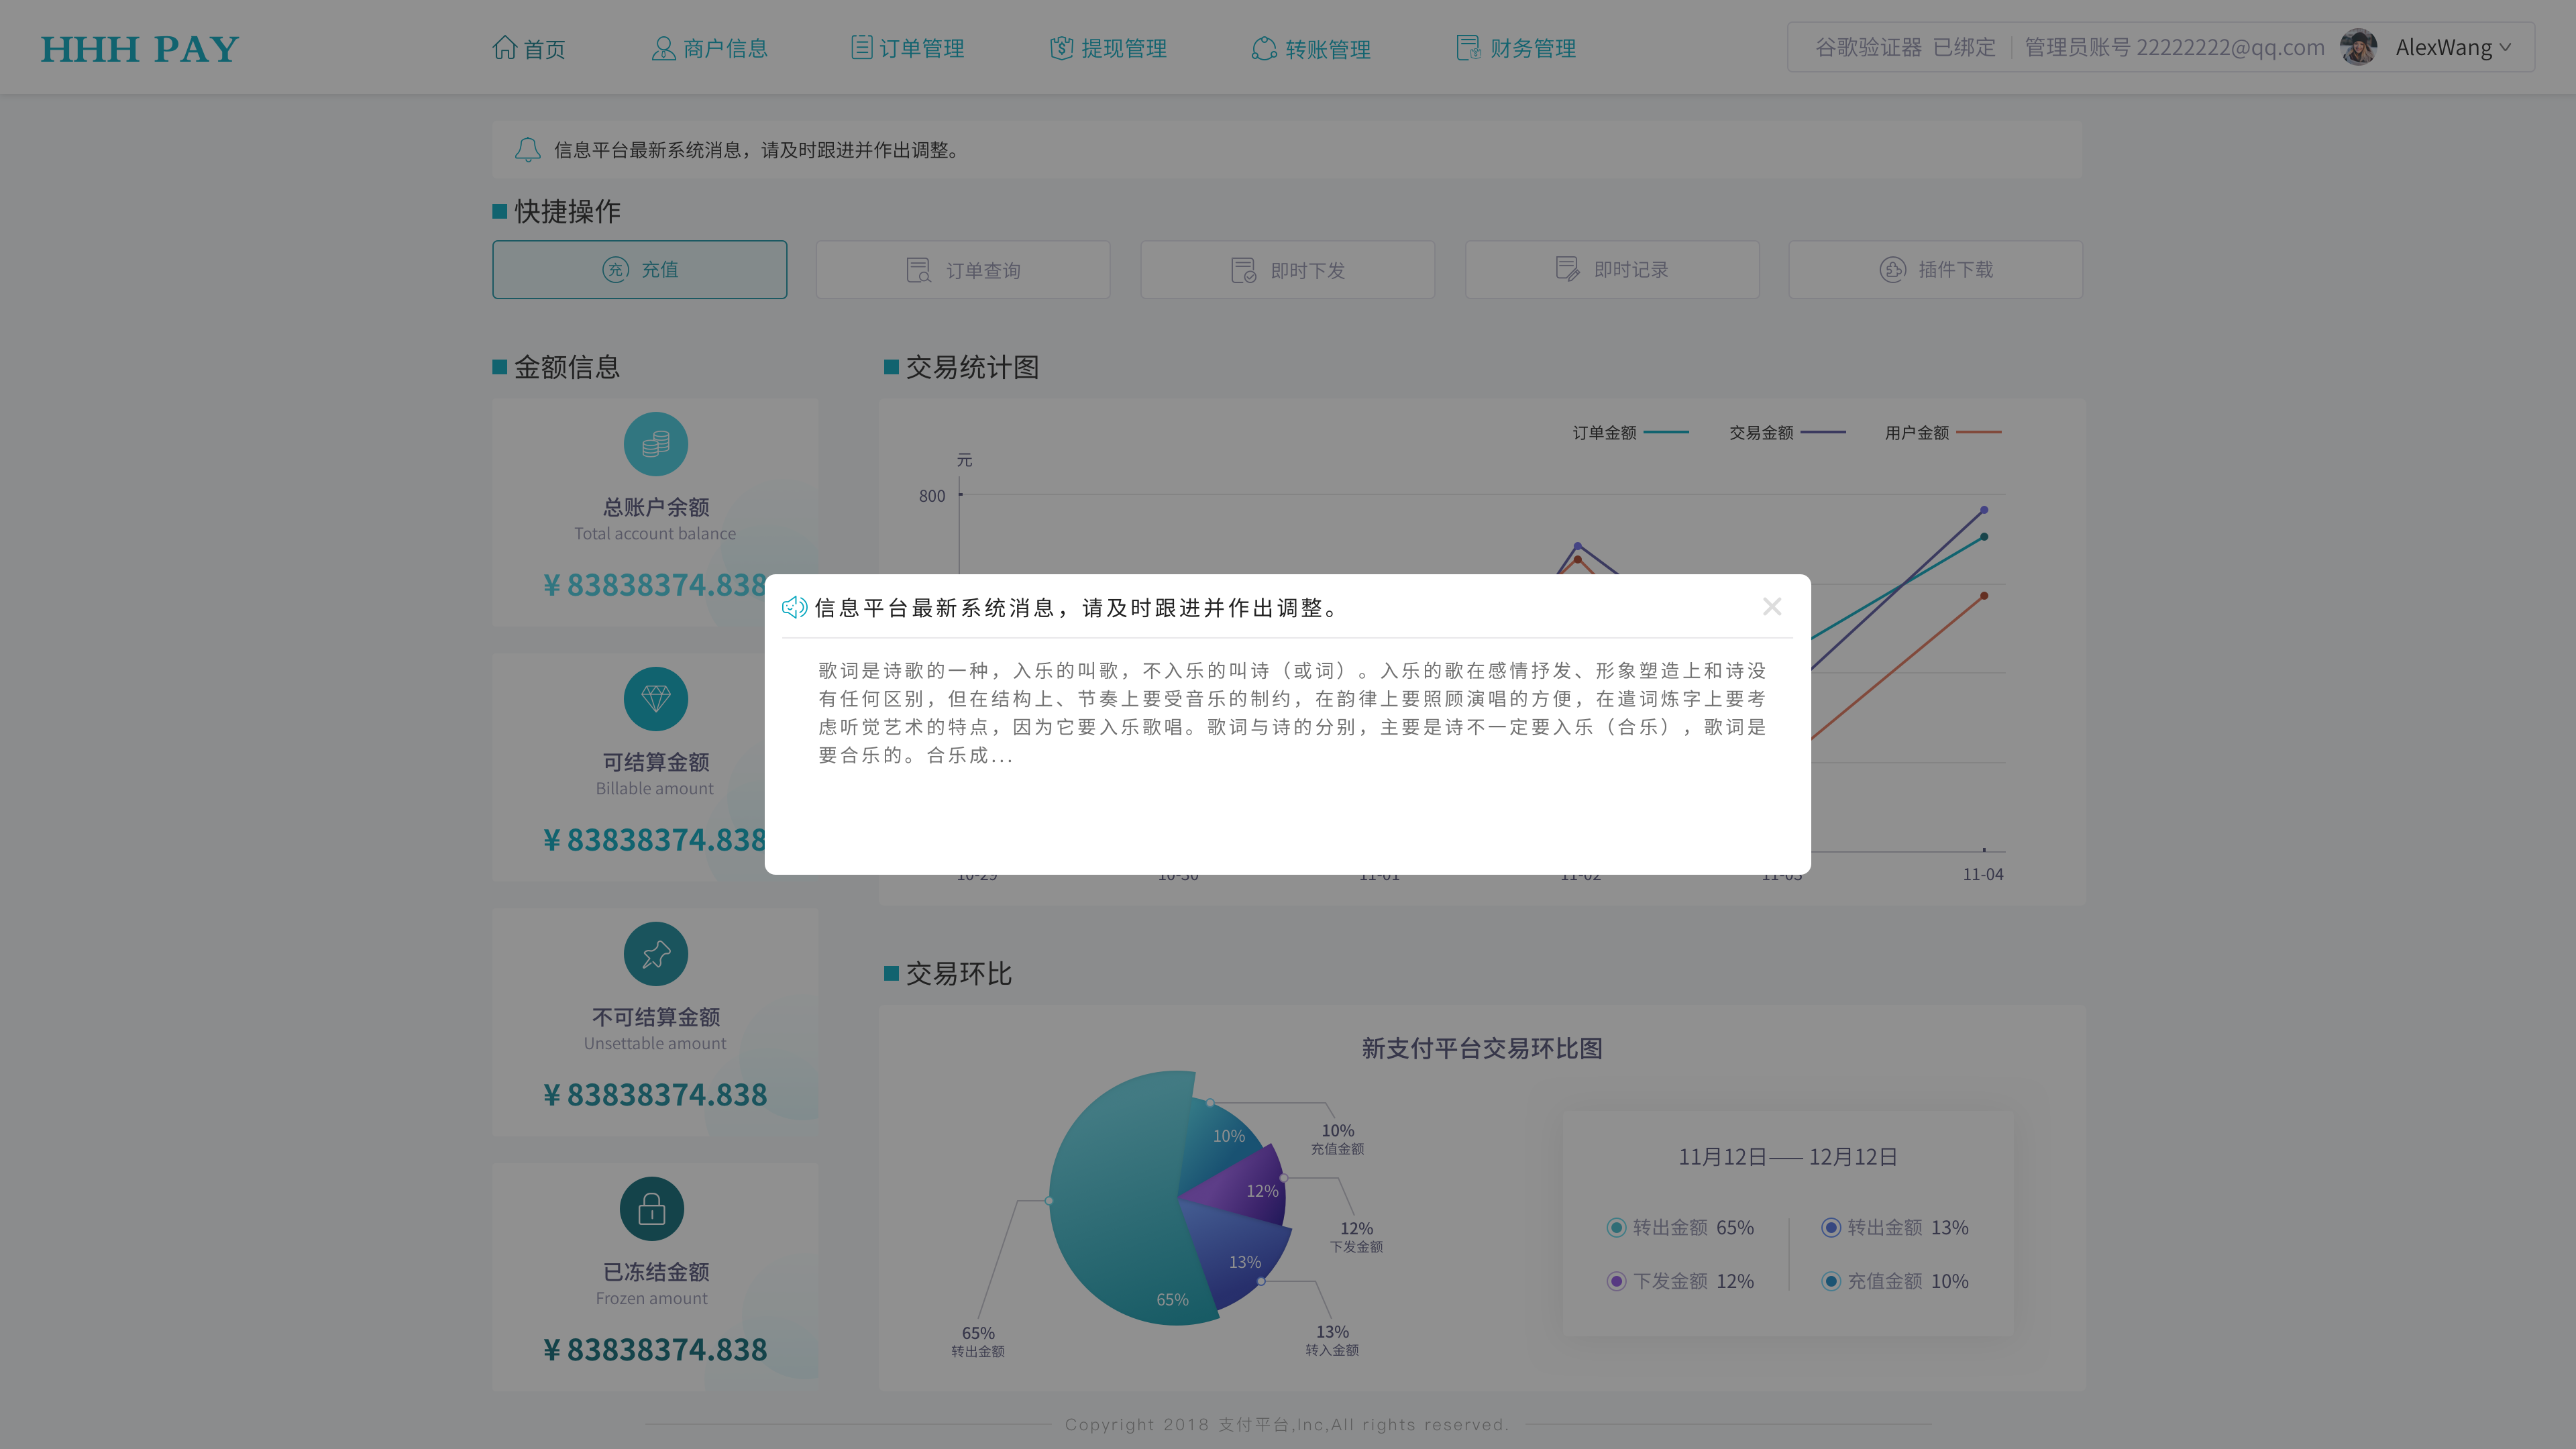 HHH PAY
首页
商户信息
订单管理
提现管理
转账管理
财务管理
谷歌验证器 已绑定
管理员账号 22222222@qq.com
AlexWang
信息平台最新系统消息，请及时跟进并作出调整。
快捷操作
充 充值
订单查询
即时下发
即时记录
插件下载
金额信息
总账户余额
Total account balance
¥ 83838374.838
可结算金额
Billable amount
¥ 83838374.838
不可结算金额
Unsettable amount
¥ 83838374.838
已冻结金额
Frozen amount
¥ 83838374.838
交易统计图
订单金额
交易金额
用户金额
元
800
信息平台最新系统消息，请及时跟进并作出调整。
歌词是诗歌的一种，入乐的叫歌，不入乐的叫诗（或词）。入乐的歌在感情抒发、形象塑造上和诗没
有任何区别，但在结构上、节奏上要受音乐的制约，在韵律上要照顾演唱的方便，在遣词炼字上要考
虑听觉艺术的特点，因为它要入乐歌唱。歌词与诗的分别，主要是诗不一定要入乐（合乐），歌词是
要合乐的。合乐成...
10-29
10-30
11-01
11-02
11-03
11-04
交易环比
新支付平台交易环比图
10%
12%
13%
65%
10%
充值金额
12%
下发金额
13%
转入金额
65%
转出金额
11月12日—— 12月12日
转出金额 65%
转出金额 13%
下发金额 12%
充值金额 10%
Copyright 2018 支付平台,Inc,All rights reserved.